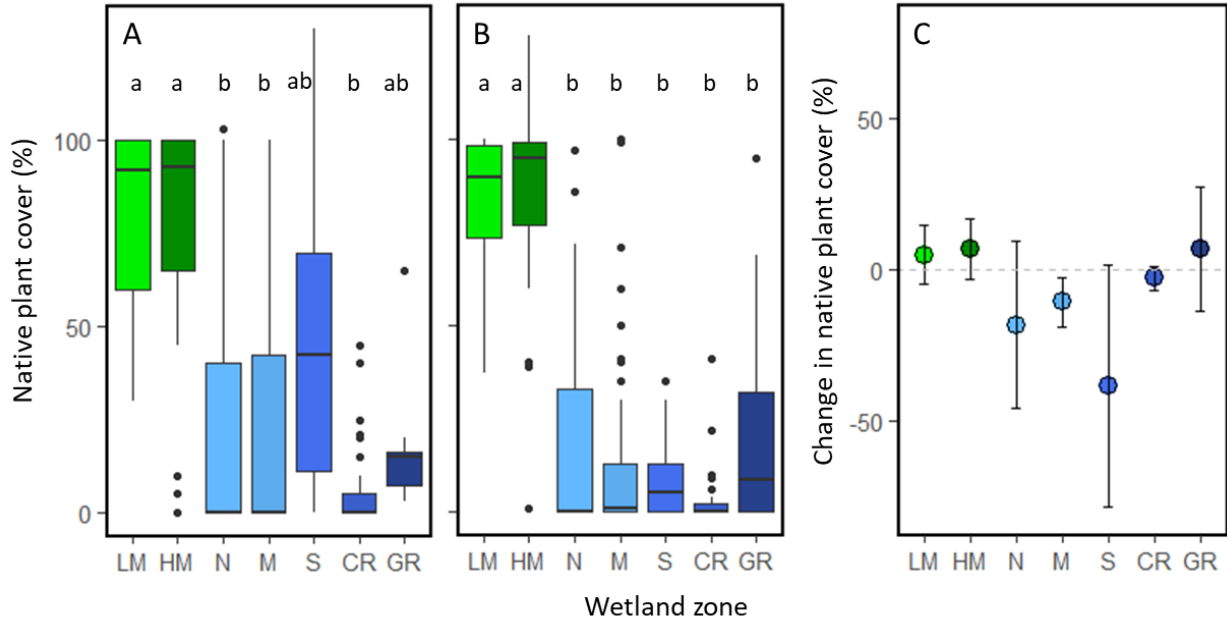 A
a a b b ab b ab
Native plant cover (%)
100
50
0
LM HM N M S CR GR
B
a a b b b b b
LM HM N M S CR GR
Wetland zone
C
Change in native plant cover (%)
50
0
-50
LM HM N M S CR GR